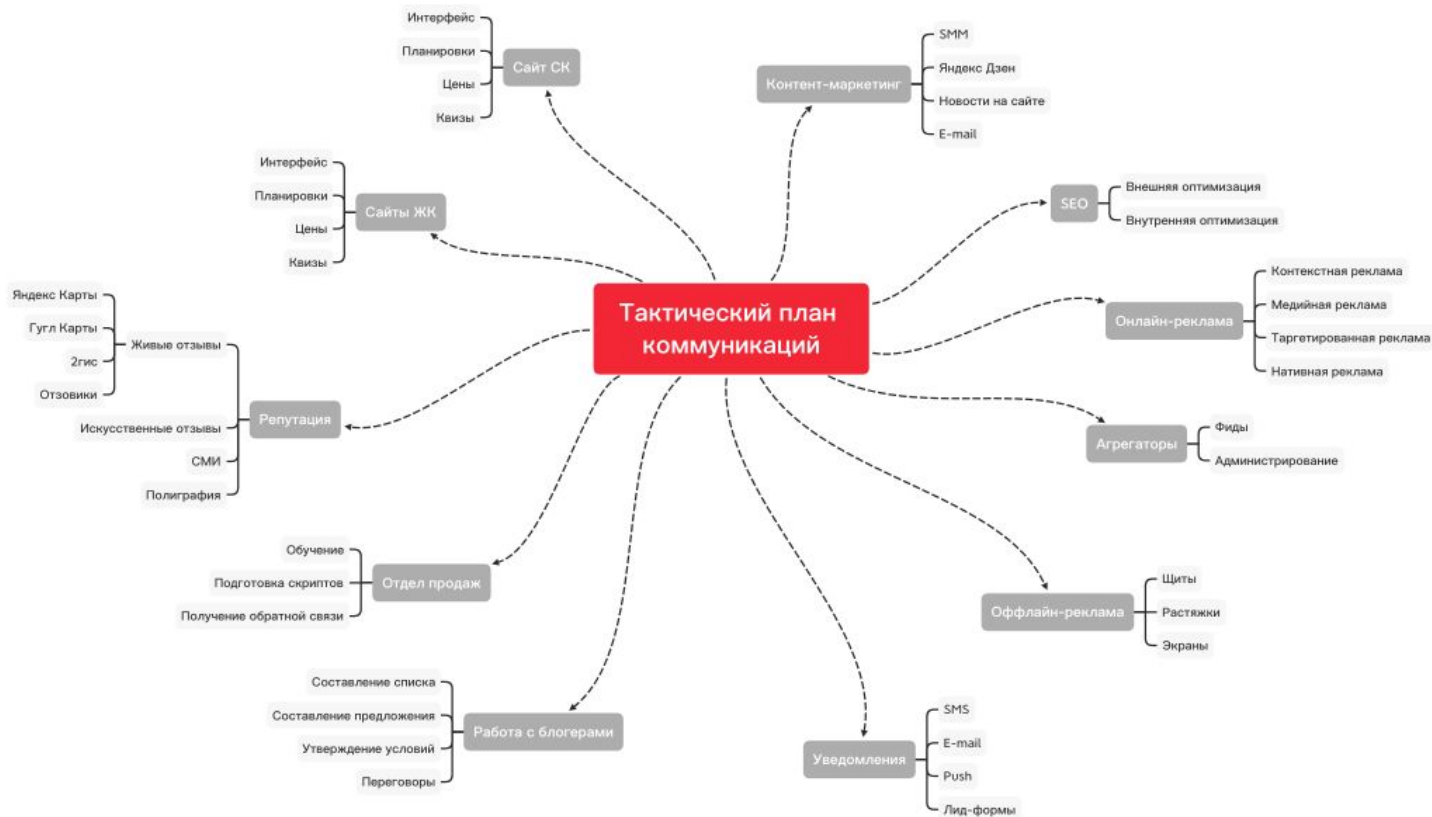 Тактический план
коммуникаций
Сайт СК
Интерфейс
Планировки
Цены
Квизы
Сайты ЖК
Интерфейс
Планировки
Цены
Квизы
Репутация
Живые отзывы
Яндекс Карты
Гугл Карты
2гис
Отзовики
Искусственные отзывы
СМИ
Полиграфия
Отдел продаж
Обучение
Подготовка скриптов
Получение обратной связи
Работа с блогерами
Составление списка
Составление предложения
Утверждение условий
Переговоры
Контент-маркетинг
SMM
Яндекс Дзен
Новости на сайте
E-mail
SEO
Внешняя оптимизация
Внутренняя оптимизация
Онлайн-реклама
Контекстная реклама
Медийная реклама
Таргетированная реклама
Нативная реклама
Агрегаторы
Фиды
Администрирование
Оффлайн-реклама
Щиты
Растяжки
Экраны
Уведомления
SMS
E-mail
Push
Лид-формы